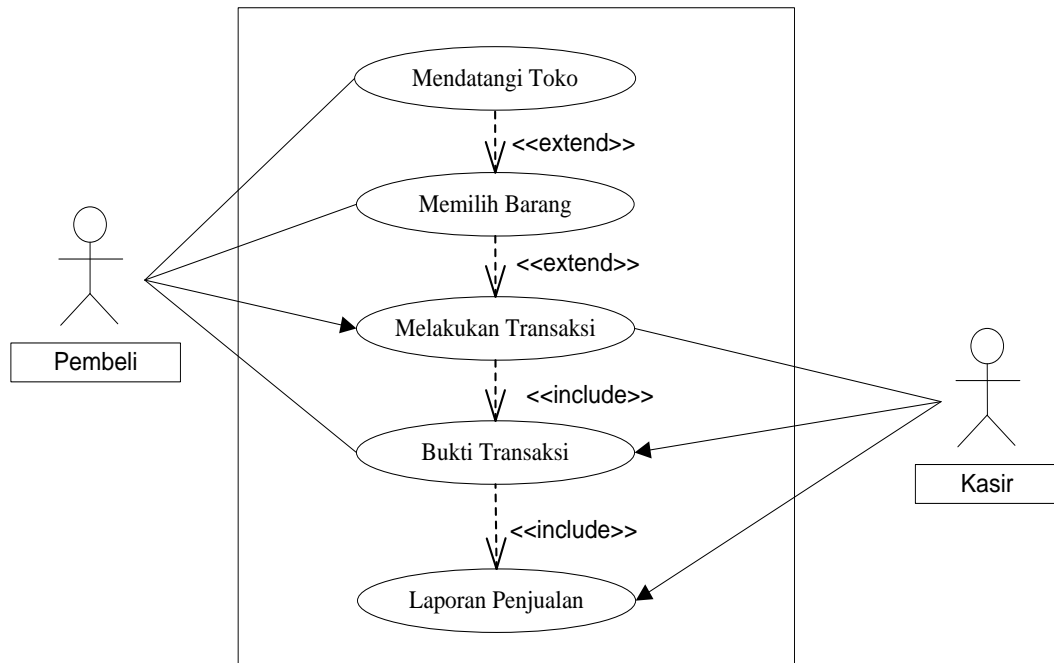 Mendatangi Toko
<<extend>>
Memilih Barang
<<extend>>
Melakukan Transaksi
Pembeli
<<include>>
Bukti Transaksi
Kasir
<<include>>
Laporan Penjualan